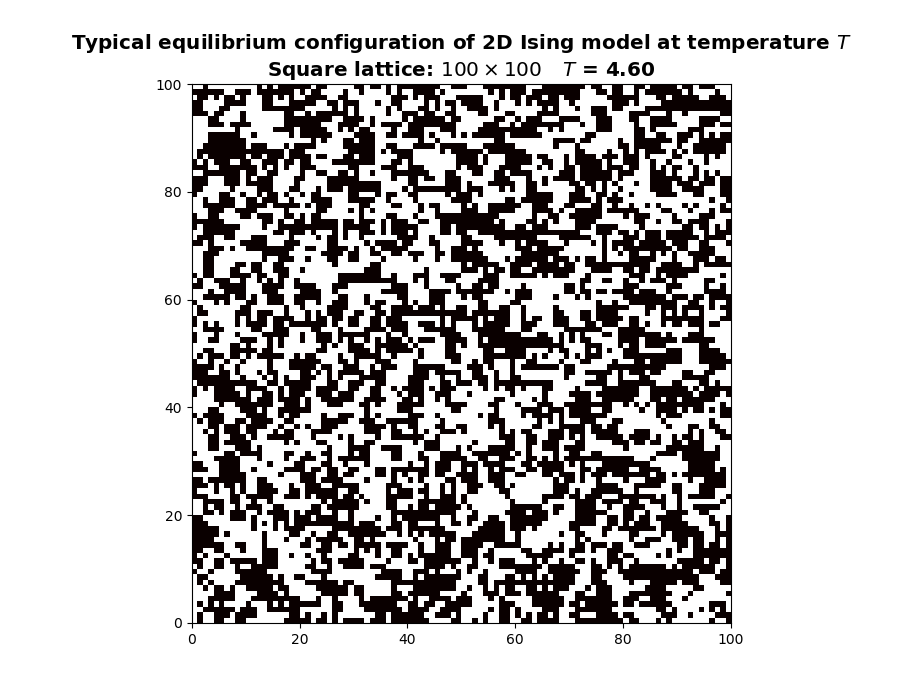 Typical equilibrium configuration of 2D Ising model at temperature T
Square lattice: 100 × 100 T = 4.60
100
80
60
40
20
0
0 20 40 60 80 100